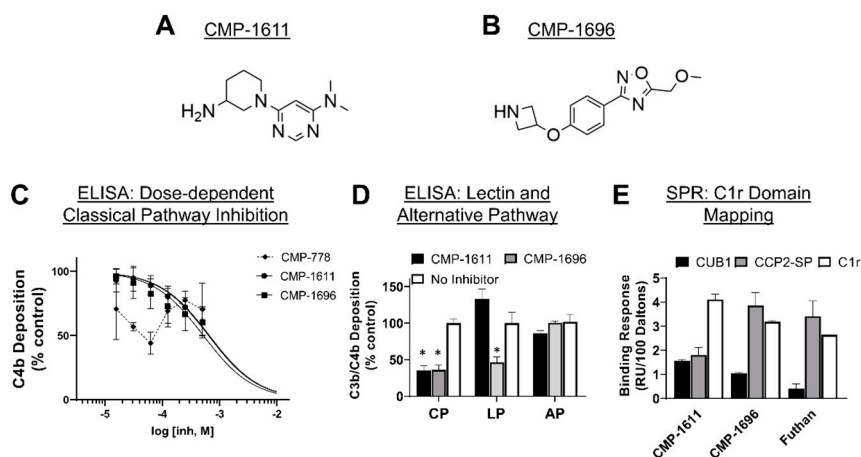 A CMP-1611
B CMP-1696
H₂N
N
N
N
N
HN
O
N
O
N
O
C ELISA: Dose-dependent
Classical Pathway Inhibition
C4b Deposition
(% control)
100
50
0
-5
-4
-3
-2
log [inh, M]
CMP-778
CMP-1611
CMP-1696
D ELISA: Lectin and
Alternative Pathway
CMP-1611
CMP-1696
No Inhibitor
C3b/C4b Deposition
(% control)
150
100
50
0
* *
*
CP
LP
AP
E SPR: C1r Domain
Mapping
CUB1
CCP2-SP
C1r
Binding Response
(RU/100 Daltons)
5
4
3
2
1
0
CMP-1611
CMP-1696
Futhan